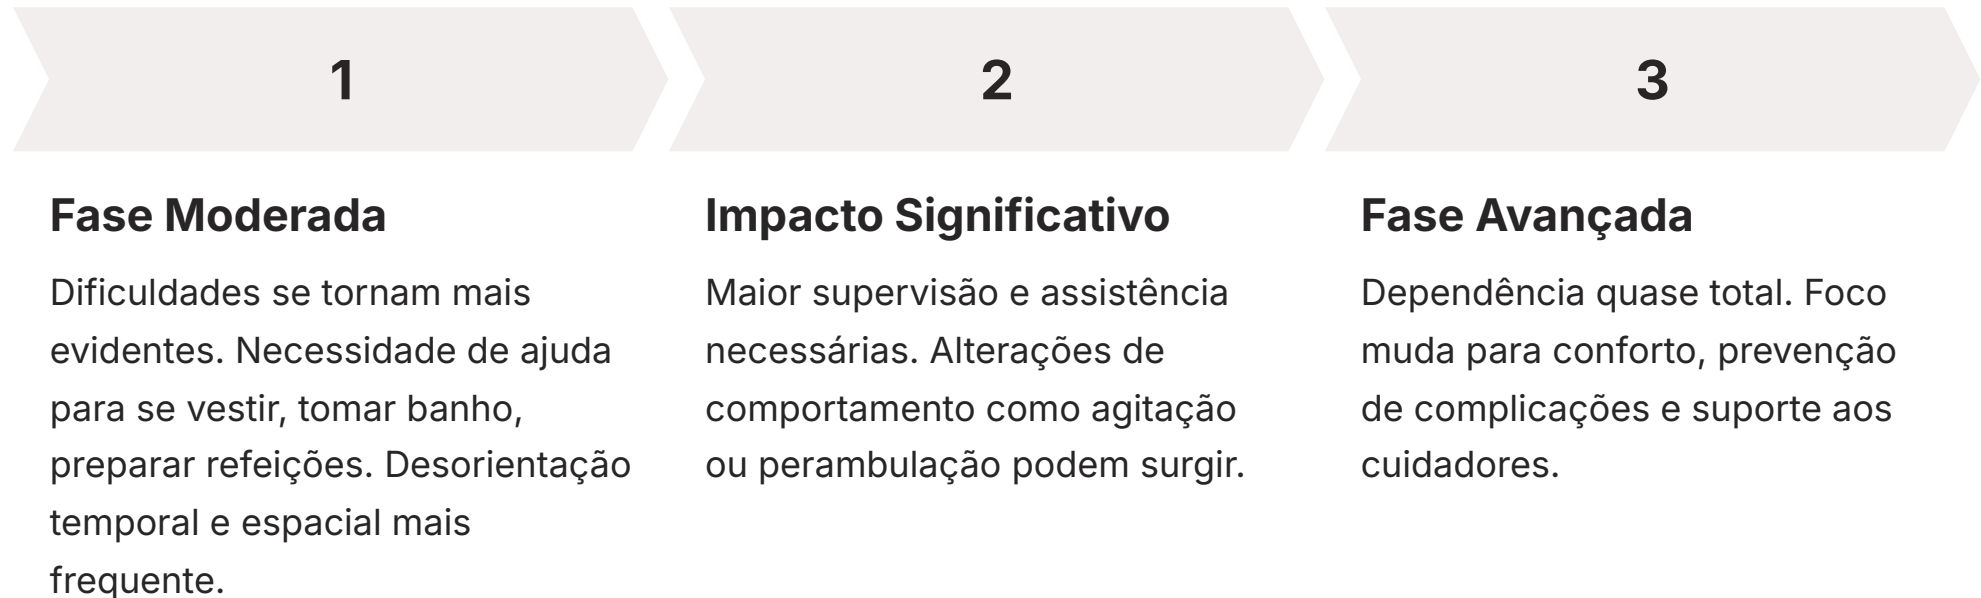 1
Fase Moderada
Dificuldades se tornam mais
evidentes. Necessidade de ajuda
para se vestir, tomar banho,
preparar refeições. Desorientação
temporal e espacial mais
frequente.
2
Impacto Significativo
Maior supervisão e assistência
necessárias. Alterações de
comportamento como agitação
ou perambulação podem surgir.
3
Fase Avançada
Dependência quase total. Foco
muda para conforto, prevenção
de complicações e suporte aos
cuidadores.